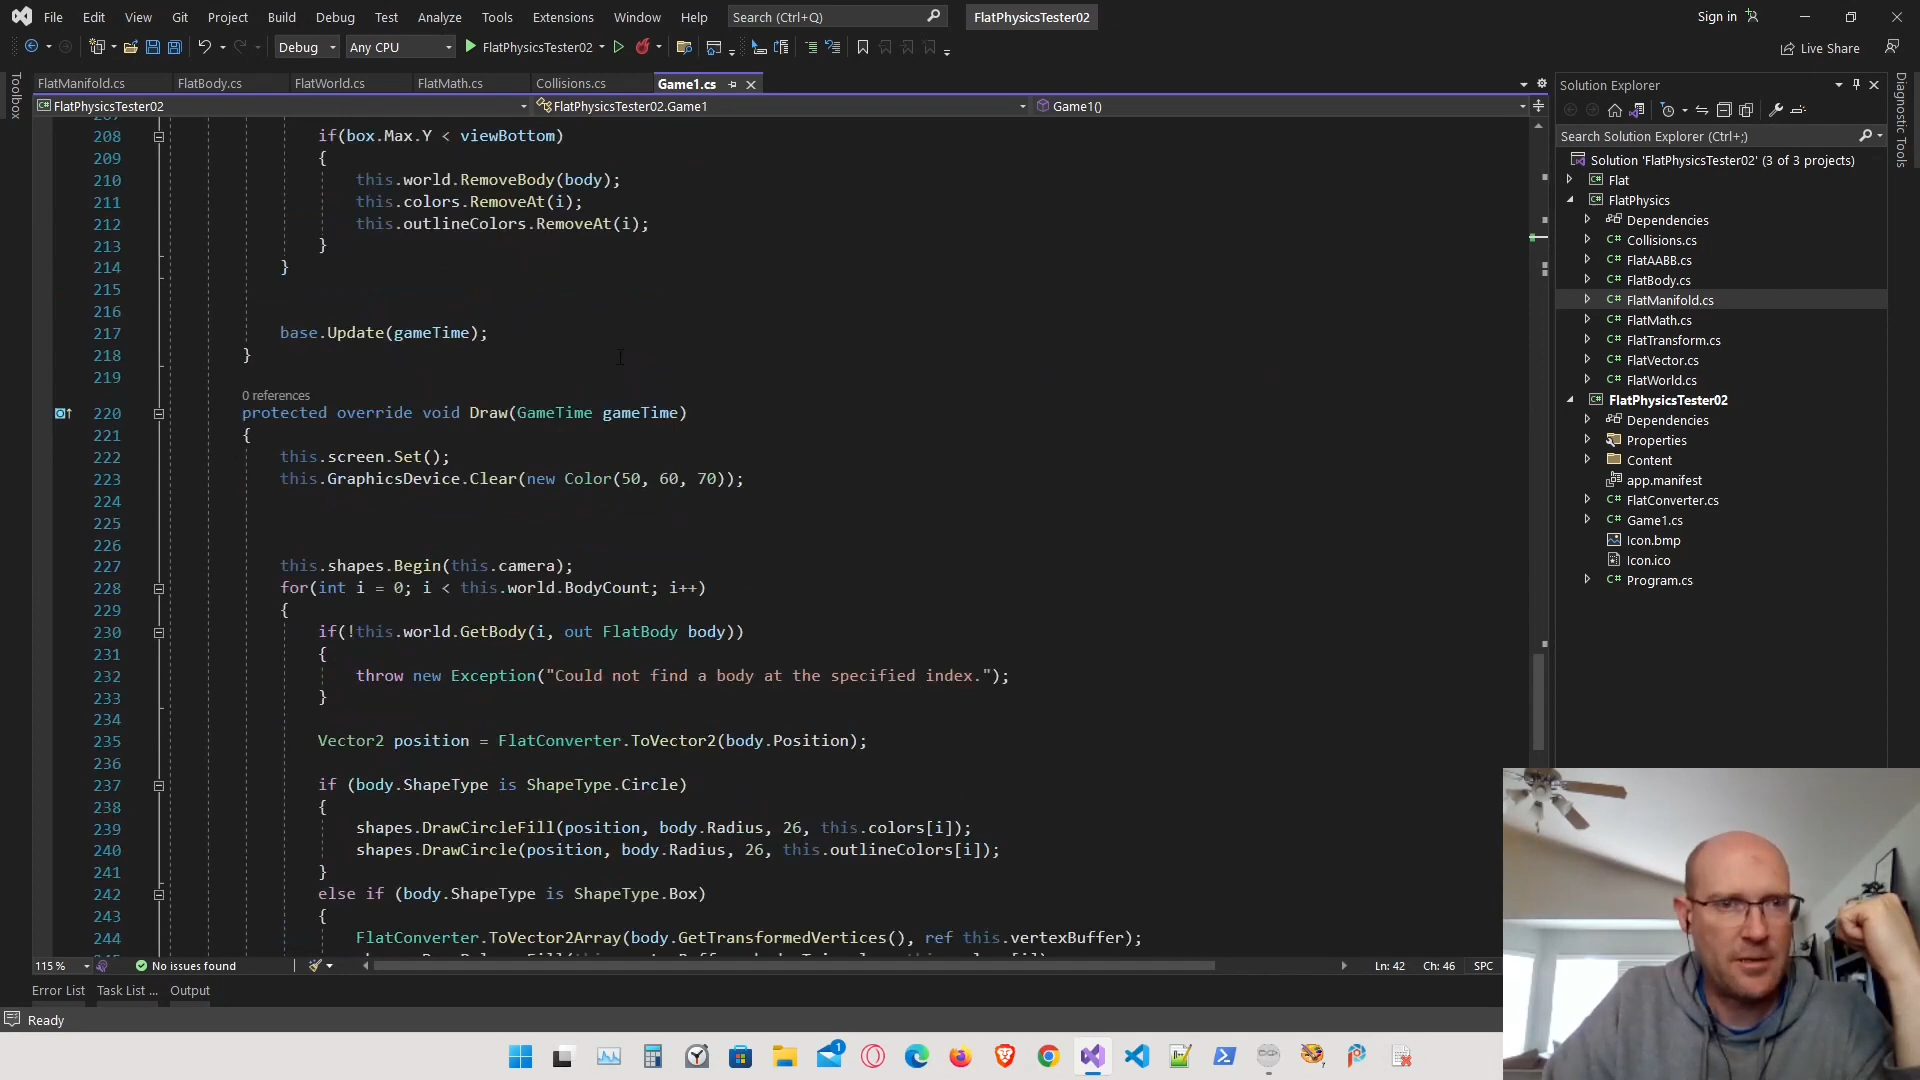 File Edit View Git Project Build Debug Test Analyze Tools Extensions Window Help Search (Ctrl+Q) FlatPhysicsTester02 Sign in
Debug Any CPU FlatPhysicsTester02 Live Share
Toolbox
FlatManifold.cs FlatBody.cs FlatWorld.cs FlatMath.cs Collisions.cs Game1.cs
FlatPhysicsTester02 FlatPhysicsTester02.Game1 Game1()
208 if(box.Max.Y < viewBottom)
209 {
210 this.world.RemoveBody(body);
211 this.colors.RemoveAt(i);
212 this.outlineColors.RemoveAt(i);
213 }
214 }
215
216
217 base.Update(gameTime);
218 }
219
0 references
220 protected override void Draw(GameTime gameTime)
221 {
222 this.screen.Set();
223 this.GraphicsDevice.Clear(new Color(50, 60, 70));
224
225
226
227 this.shapes.Begin(this.camera);
228 for(int i = 0; i < this.world.BodyCount; i++)
229 {
230 if(!this.world.GetBody(i, out FlatBody body))
231 {
232 throw new Exception("Could not find a body at the specified index.");
233 }
234
235 Vector2 position = FlatConverter.ToVector2(body.Position);
236
237 if (body.ShapeType is ShapeType.Circle)
238 {
239 shapes.DrawCircleFill(position, body.Radius, 26, this.colors[i]);
240 shapes.DrawCircle(position, body.Radius, 26, this.outlineColors[i]);
241 }
242 else if (body.ShapeType is ShapeType.Box)
243 {
244 FlatConverter.ToVector2Array(body.GetTransformedVertices(), ref this.vertexBuffer);
115 % No issues found Ln: 42 Ch: 46 SPC
Error List Task List ... Output
Ready
Solution Explorer
Search Solution Explorer (Ctrl+;)
Solution 'FlatPhysicsTester02' (3 of 3 projects)
Flat
FlatPhysics
Dependencies
Collisions.cs
FlatAABB.cs
FlatBody.cs
FlatManifold.cs
FlatMath.cs
FlatTransform.cs
FlatVector.cs
FlatWorld.cs
FlatPhysicsTester02
Dependencies
Properties
Content
app.manifest
FlatConverter.cs
Game1.cs
Icon.bmp
Icon.ico
Program.cs
Diagnostic Tools
1